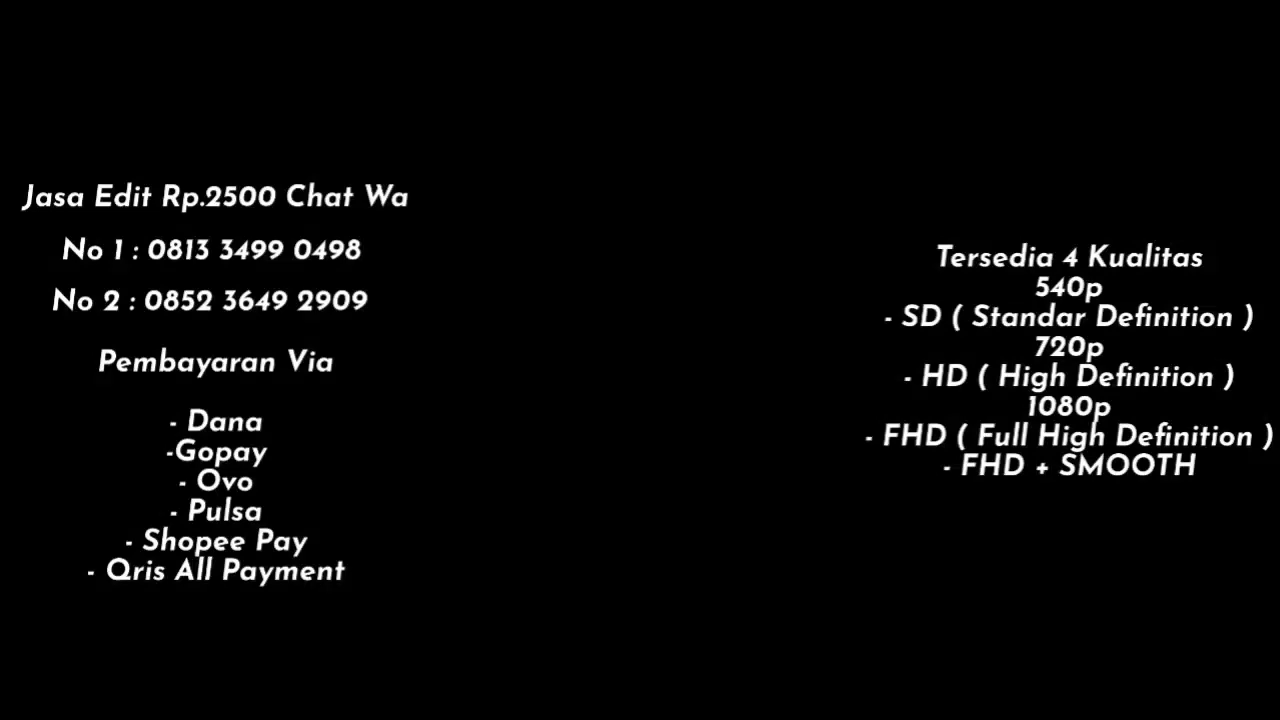 Jasa Edit Rp.2500 Chat Wa
No 1 : 0813 3499 0498
No 2 : 0852 3649 2909
Pembayaran Via
- Dana
-Gopay
- Ovo
- Pulsa
- Shopee Pay
- Qris All Payment
Tersedia 4 Kualitas
540p
- SD ( Standar Definition )
720p
- HD ( High Definition )
1080p
- FHD ( Full High Definition )
- FHD + SMOOTH